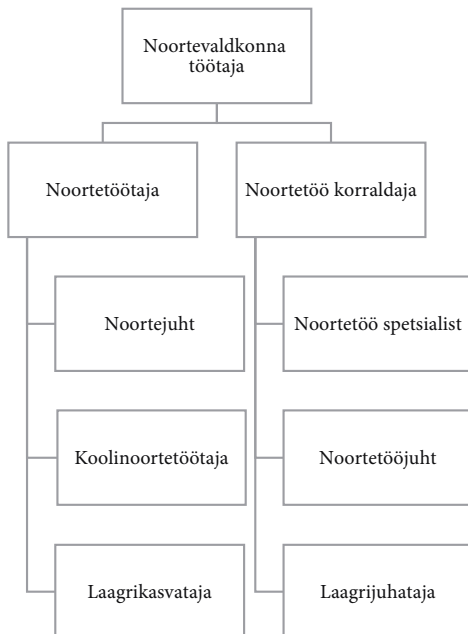 Noortevaldkonna
töötaja
Noortetöötaja
Noortetöö korraldaja
Noortejuht
Noortetöö spetsialist
Koolinoortetöötaja
Noortetööjuht
Laagrikasvataja
Laagrijuhataja